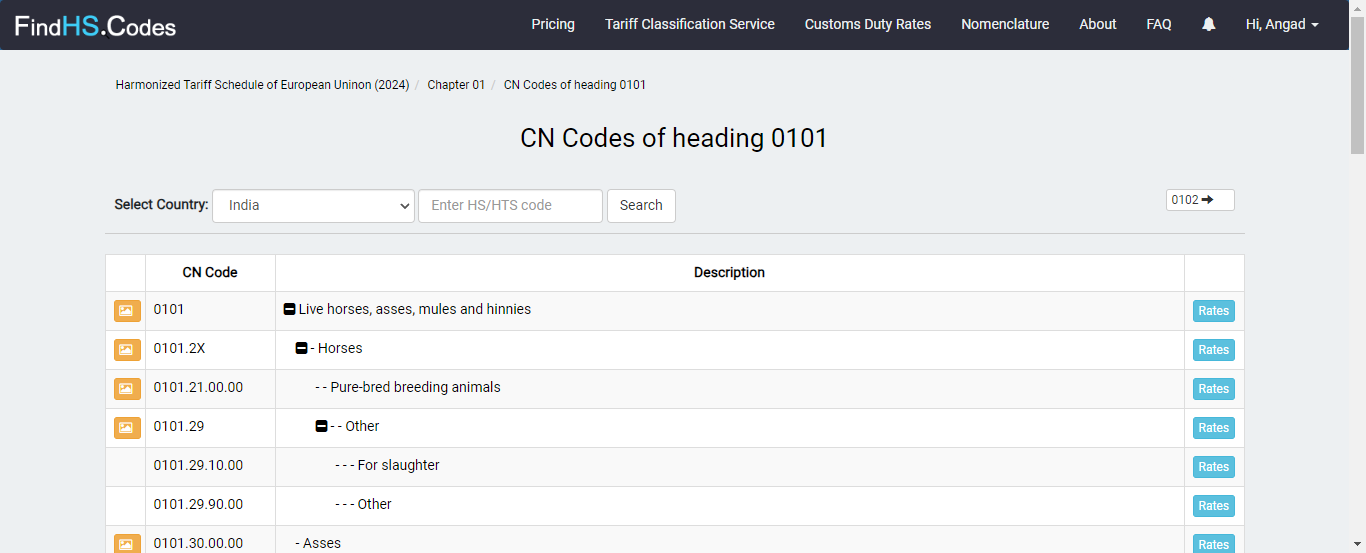 FindHS.Codes Pricing Tariff Classification Service Customs Duty Rates Nomenclature About FAQ Hi, Angad
Harmonized Tariff Schedule of European Uninon (2024) / Chapter 01 / CN Codes of heading 0101
CN Codes of heading 0101
Select Country: India Enter HS/HTS code Search 0102
CN Code Description
0101 Live horses, asses, mules and hinnies Rates
0101.2X - Horses Rates
0101.21.00.00 - - Pure-bred breeding animals Rates
0101.29 - - Other Rates
0101.29.10.00 - - - For slaughter Rates
0101.29.90.00 - - - Other Rates
0101.30.00.00 - Asses Rates